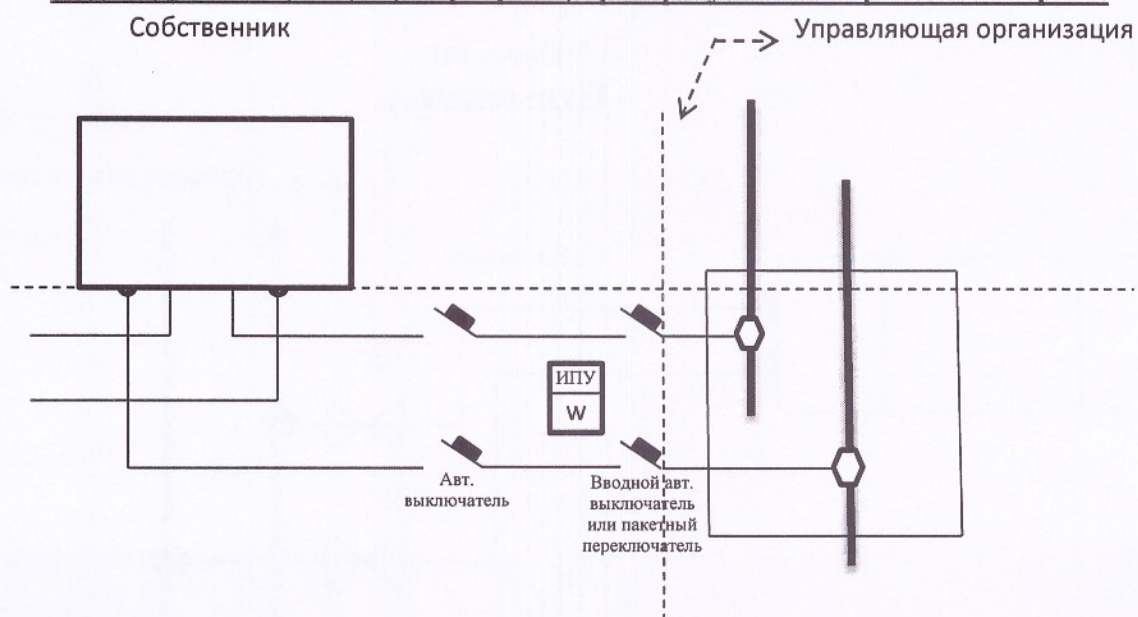 Собственник
Управляющая организация
ИПУ
W
Авт.
выключатель
Вводной авт.
выключатель
или пакетный
переключатель